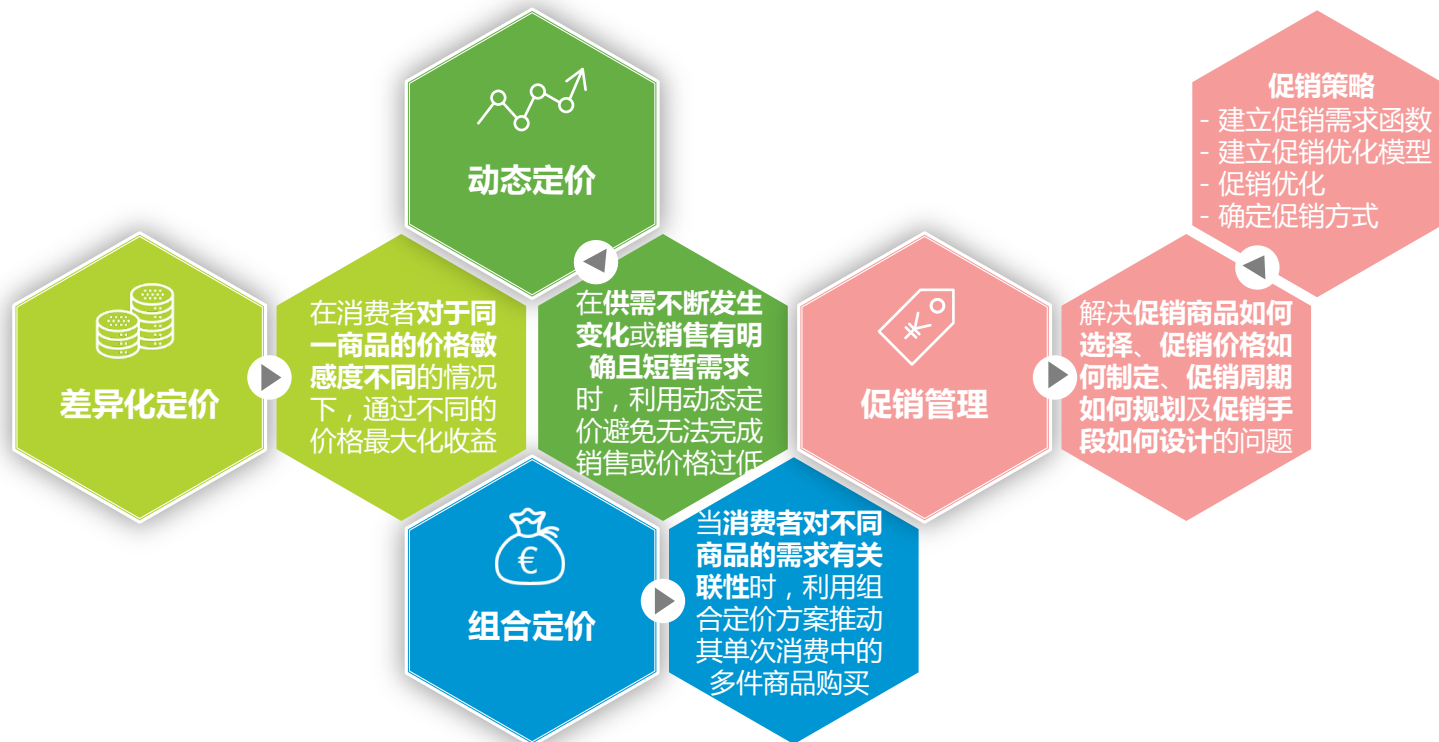 动态定价
促销策略
- 建立促销需求函数
- 建立促销优化模型
- 促销优化
- 确定促销方式
差异化定价
在消费者对于同
一商品的价格敏
感度不同的情况
下，通过不同的
价格最大化收益
在供需不断发生
变化或销售有明
确且短暂需求
时，利用动态定
价避免无法完成
销售或价格过低
促销管理
解决促销商品如何
选择、促销价格如
何制定、促销周期
如何规划及促销手
段如何设计的问题
€
组合定价
当消费者对不同
商品的需求有关
联性时，利用组
合定价方案推动
其单次消费中的
多件商品购买